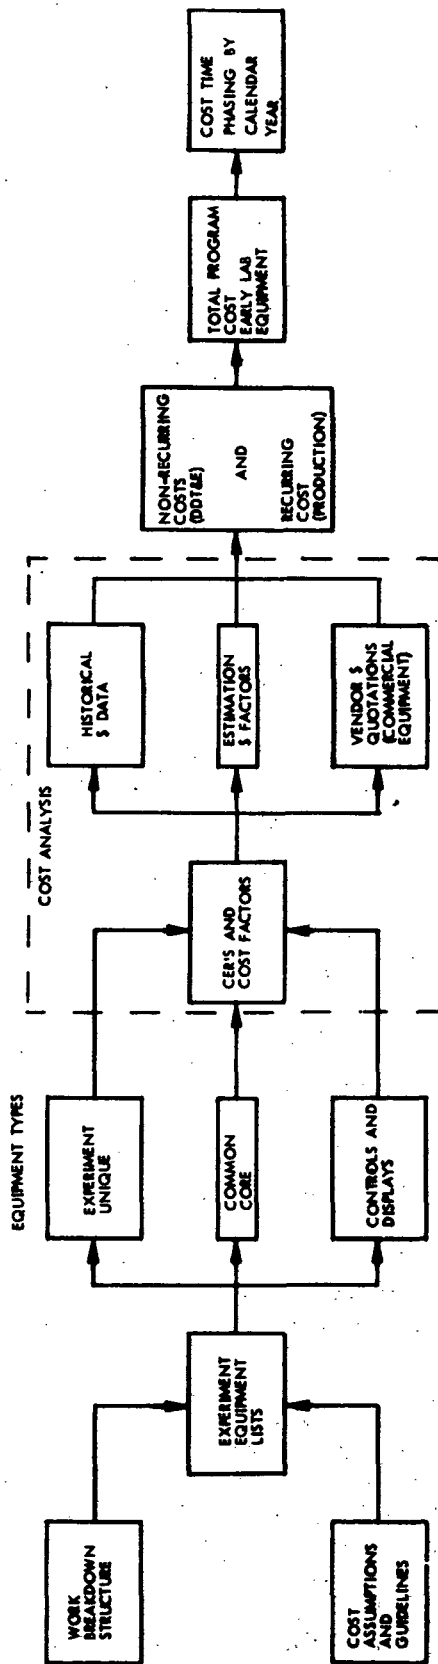 WORK
BREAKDOWN
STRUCTURE
COST
ASSUMPTIONS
AND
GUIDELINES
EXPERIMENT
EQUIPMENT
LISTS
EQUIPMENT TYPES
EXPERIMENT
UNIQUE
COMMON
CORE
CONTROLS AND
DISPLAYS
COST ANALYSIS
CER'S AND
COST FACTORS
HISTORICAL
$ DATA
ESTIMATION
$ FACTORS
VENDOR $
QUOTATIONS
(COMMERCIAL
EQUIPMENT)
NON-RECURRING
COSTS
(DDT&E)
AND
RECURRING
COST
(PRODUCTION)
TOTAL PROGRAM
COST
EARLY LAB
EQUIPMENT
COST TIME
PHASING BY
CALENDAR
YEAR